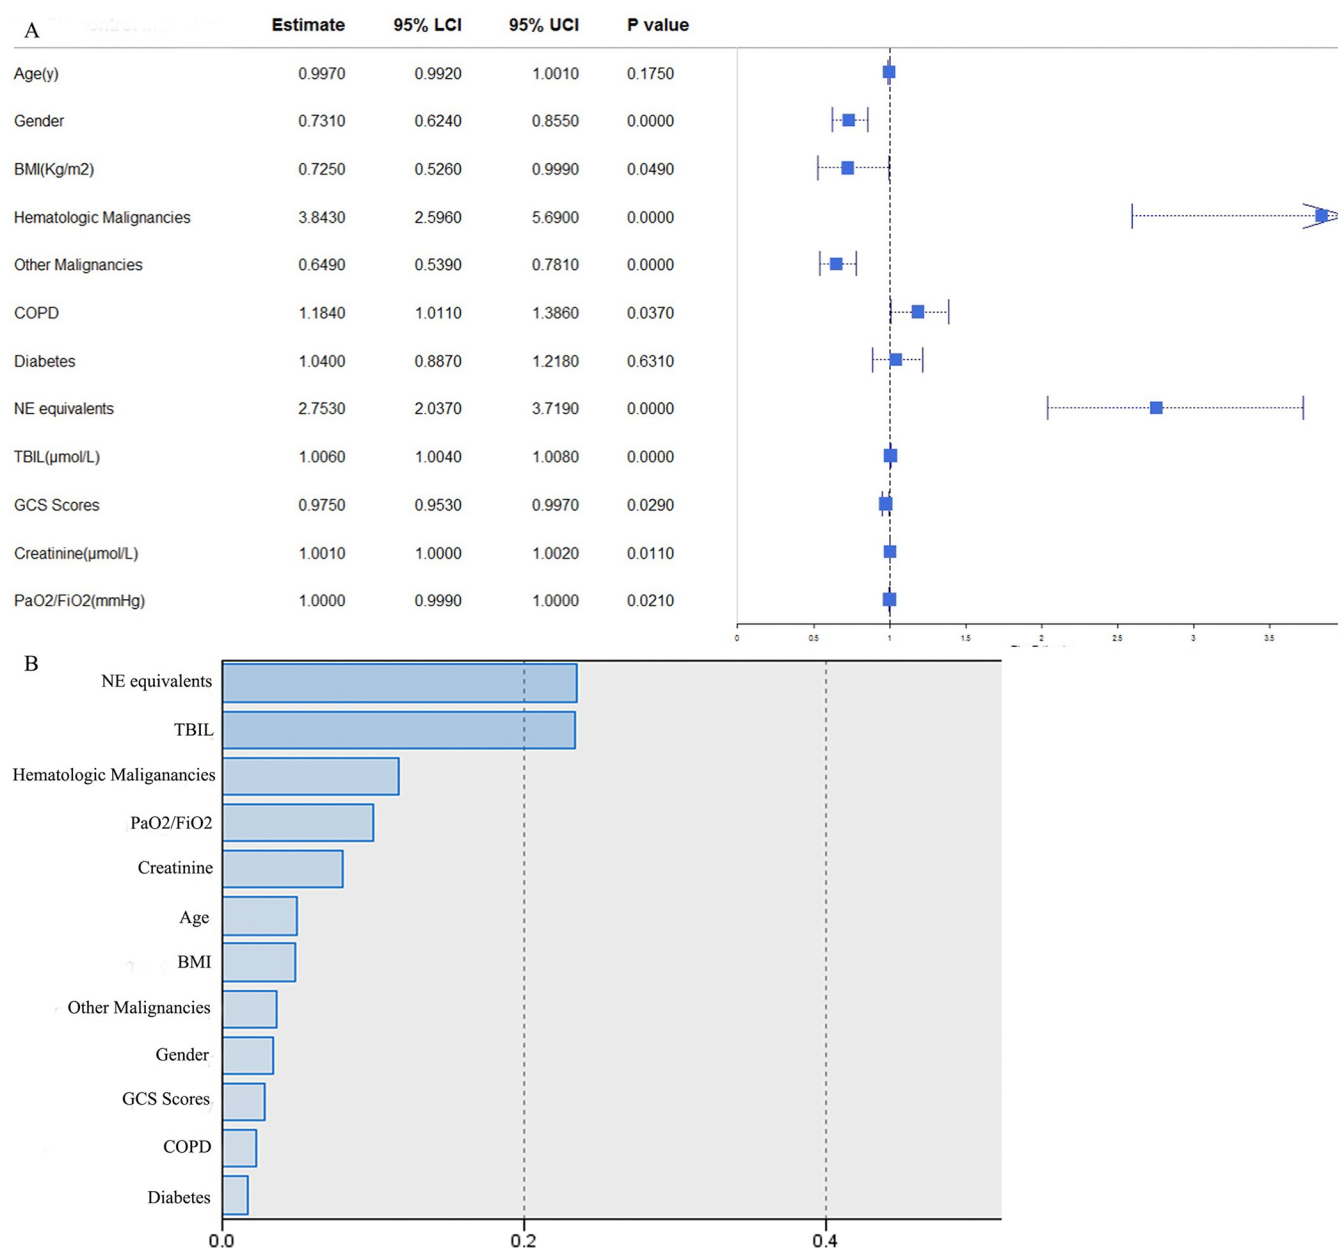 A
Estimate 95% LCI 95% UCI P value
Age(y) 0.9970 0.9920 1.0010 0.1750
Gender 0.7310 0.6240 0.8550 0.0000
BMI(Kg/m2) 0.7250 0.5260 0.9990 0.0490
Hematologic Malignancies 3.8430 2.5960 5.6900 0.0000
Other Malignancies 0.6490 0.5390 0.7810 0.0000
COPD 1.1840 1.0110 1.3860 0.0370
Diabetes 1.0400 0.8870 1.2180 0.6310
NE equivalents 2.7530 2.0370 3.7190 0.0000
TBIL(μmol/L) 1.0060 1.0040 1.0080 0.0000
GCS Scores 0.9750 0.9530 0.9970 0.0290
Creatinine(μmol/L) 1.0010 1.0000 1.0020 0.0110
PaO2/FiO2(mmHg) 1.0000 0.9990 1.0000 0.0210
0 0.5 1 1.5 2 2.5 3 3.5
B
NE equivalents
TBIL
Hematologic Maliganancies
PaO2/FiO2
Creatinine
Age
BMI
Other Malignancies
Gender
GCS Scores
COPD
Diabetes
0.0 0.2 0.4